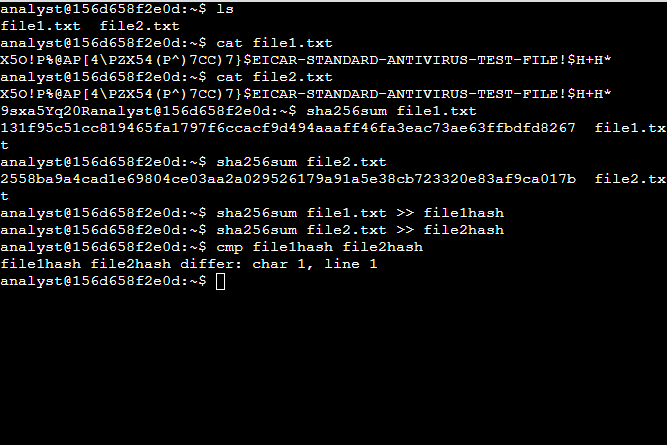 analyst@156d658f2e0d:~$ ls
file1.txt  file2.txt
analyst@156d658f2e0d:~$ cat file1.txt
X5O!P%@AP[4\PZX54(P^)7CC)7}$EICAR-STANDARD-ANTIVIRUS-TEST-FILE!$H+H*
analyst@156d658f2e0d:~$ cat file2.txt
X5O!P%@AP[4\PZX54(P^)7CC)7}$EICAR-STANDARD-ANTIVIRUS-TEST-FILE!$H+H*
9sxa5Yq20Ranalyst@156d658f2e0d:~$ sha256sum file1.txt
131f95c51cc819465fa1797f6ccacf9d494aaaff46fa3eac73ae63ffbdfd8267  file1.tx
t
analyst@156d658f2e0d:~$ sha256sum file2.txt
2558ba9a4cad1e69804ce03aa2a029526179a91a5e38cb723320e83af9ca017b  file2.tx
t
analyst@156d658f2e0d:~$ sha256sum file1.txt >> file1hash
analyst@156d658f2e0d:~$ sha256sum file2.txt >> file2hash
analyst@156d658f2e0d:~$ cmp file1hash file2hash
file1hash file2hash differ: char 1, line 1
analyst@156d658f2e0d:~$